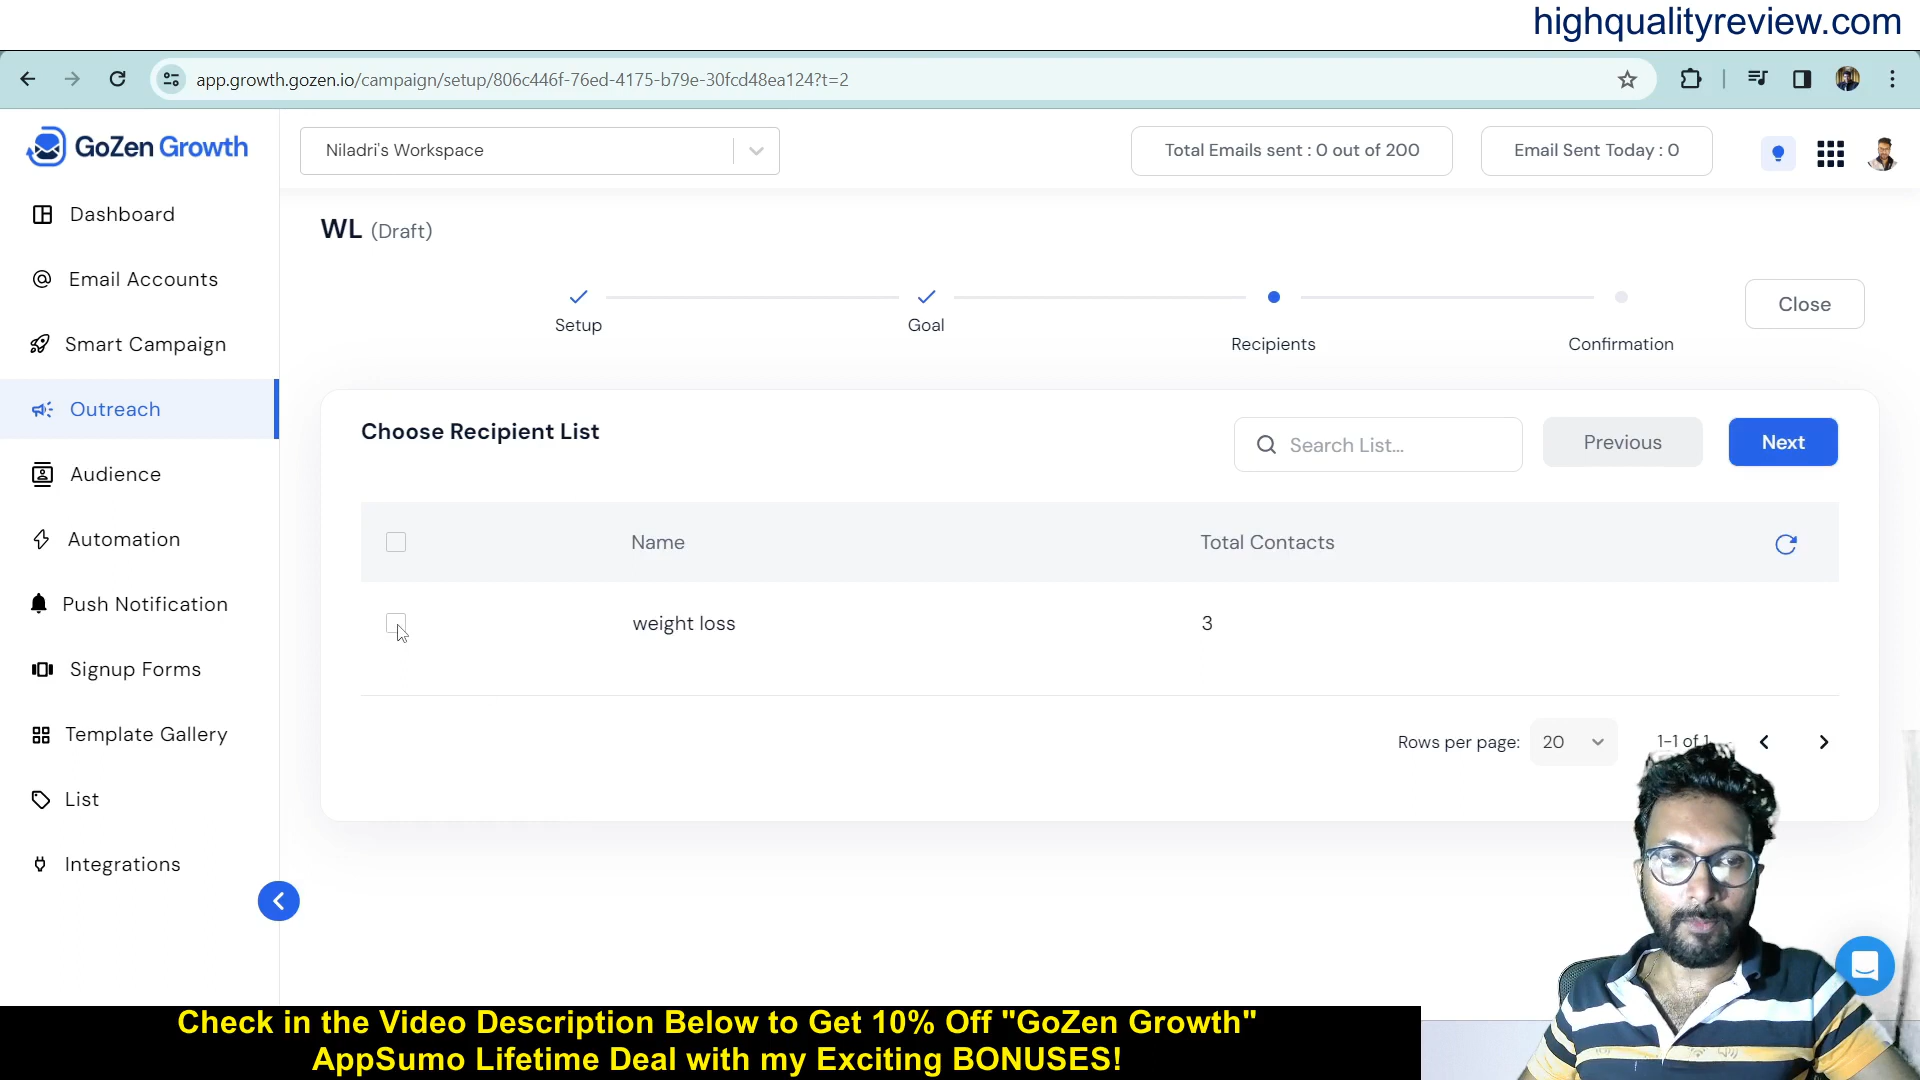 highqualityreview.com
app.growth.gozen.io/campaign/setup/806c446f-76ed-4175-b79e-30fcd48ea124?t=2
GoZen Growth
Niladri's Workspace
Total Emails sent : 0 out of 200
Email Sent Today : 0
Dashboard
Email Accounts
Smart Campaign
Outreach
Audience
Automation
Push Notification
Signup Forms
Template Gallery
List
Integrations
WL (Draft)
Setup
Goal
Recipients
Confirmation
Close
Choose Recipient List
Search List...
Previous
Next
Name
Total Contacts
weight loss
3
Rows per page:
20
1-1 of 1
Check in the Video Description Below to Get 10% Off "GoZen Growth"
AppSumo Lifetime Deal with my Exciting BONUSES!